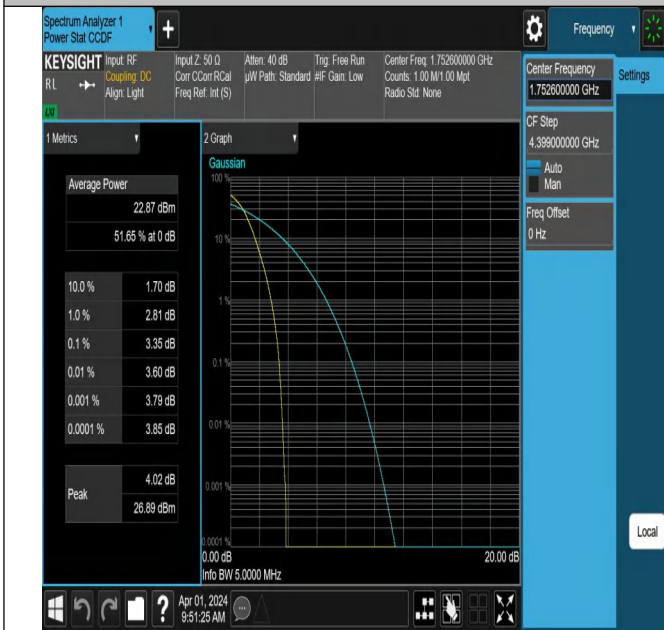 Spectrum Analyzer 1
Power Stat CCDF
Frequency
KEYSIGHT
RL
LXI
Input: RF
Coupling: DC
Align: Light
Input Z: 50 Ω
Corr CCorr RCal
Freq Ref: Int (S)
Atten: 40 dB
µW Path: Standard
Trig: Free Run
#IF Gain: Low
Center Freq: 1.752600000 GHz
Counts: 1.00 M/1.00 Mpt
Radio Std: None
Center Frequency
1.752600000 GHz
Settings
CF Step
4.399000000 GHz
Auto
Man
Freq Offset
0 Hz
1 Metrics
Average Power
22.87 dBm
51.65 % at 0 dB
10.0 % 1.70 dB
1.0 % 2.81 dB
0.1 % 3.35 dB
0.01 % 3.60 dB
0.001 % 3.79 dB
0.0001 % 3.85 dB
Peak
4.02 dB
26.89 dBm
2 Graph
Gaussian
100 %
10 %
1 %
0.1 %
0.01 %
0.001 %
0.0001 %
0.00 dB 20.00 dB
Info BW 5.0000 MHz
Local
?
Apr 01, 2024
9:51:25 AM